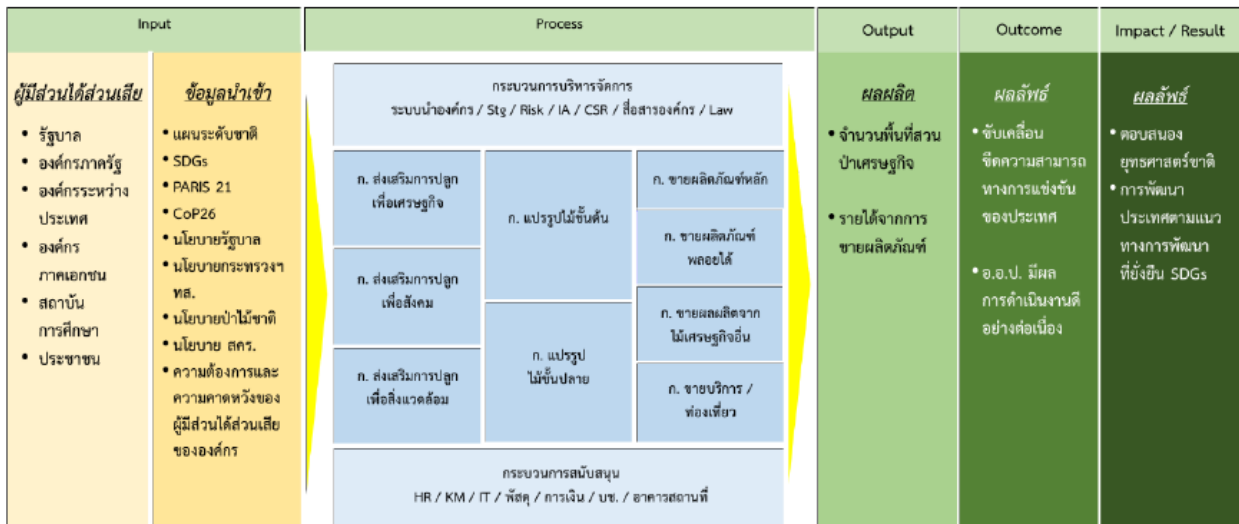 Input
Process
Output
Outcome
Impact / Result
ผู้มีส่วนได้ส่วนเสีย
• รัฐบาล
• องค์กรภาครัฐ
• องค์กรระหว่าง
ประเทศ
• องค์กร
ภาคเอกชน
• สถาบัน
การศึกษา
• ประชาชน
ข้อมูลนำเข้า
• แผนระดับชาติ
• SDGs
• PARIS 21
• CoP26
• นโยบายรัฐบาล
• นโยบายกระทรวงฯ
ทส.
• นโยบายป่าไม้ชาติ
• นโยบาย สคร.
• ความต้องการและ
ความคาดหวังของ
ผู้มีส่วนได้ส่วนเสีย
ขององค์กร
กระบวนการบริหารจัดการ
ระบบนำองค์กร / Stg / Risk / IA / CSR / สื่อสารองค์กร / Law
ก. ส่งเสริมการปลูก
เพื่อเศรษฐกิจ
ก. ส่งเสริมการปลูก
เพื่อสังคม
ก. ส่งเสริมการปลูก
เพื่อสิ่งแวดล้อม
ก. แปรรูปไม้ขั้นต้น
ก. แปรรูป
ไม้ขั้นปลาย
ก. ขายผลิตภัณฑ์หลัก
ก. ขายผลิตภัณฑ์
พลอยได้
ก. ขายผลผลิตจาก
ไม้เศรษฐกิจอื่น
ก. ขายบริการ /
ท่องเที่ยว
กระบวนการสนับสนุน
HR / KM / IT / พัสดุ / การเงิน / บช. / อาคารสถานที่
ผลผลิต
• จำนวนพื้นที่สวน
ป่าเศรษฐกิจ
• รายได้จากการ
ขายผลิตภัณฑ์
ผลลัพธ์
• ขับเคลื่อน
ขีดความสามารถ
ทางการแข่งขัน
ของประเทศ
• อ.อ.ป. มีผล
การดำเนินงานดี
อย่างต่อเนื่อง
ผลลัพธ์
• ตอบสนอง
ยุทธศาสตร์ชาติ
• การพัฒนา
ประเทศตามแนว
ทางการพัฒนา
ที่ยั่งยืน SDGs